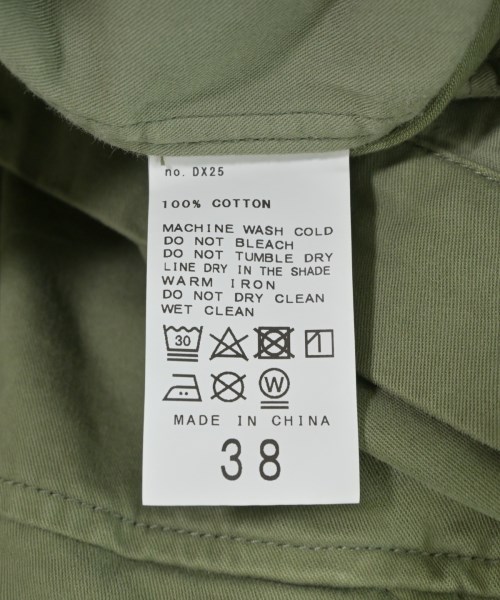 no. DX25
100% COTTON
MACHINE WASH COLD
DO NOT BLEACH
DO NOT TUMBLE DRY
LINE DRY IN THE SHADE
WARM IRON
DO NOT DRY CLEAN
WET CLEAN
30
W
MADE IN CHINA
38